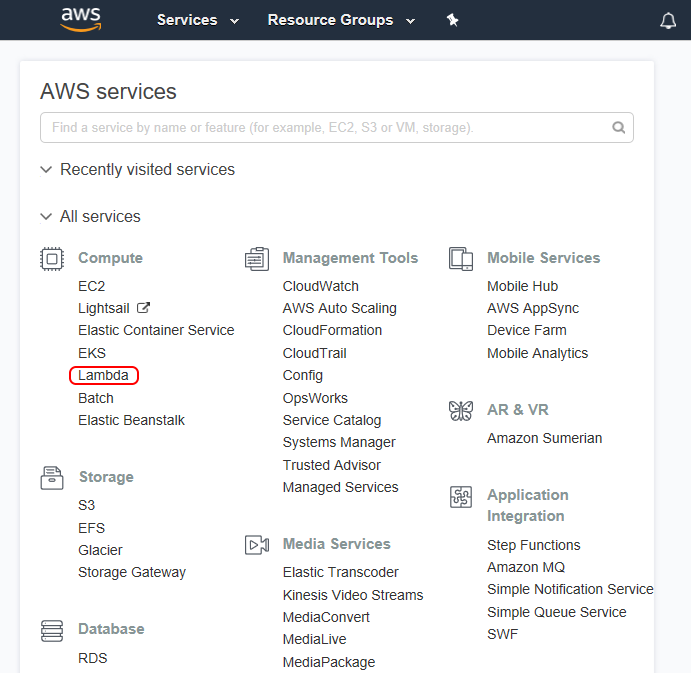 aws
Services
Resource Groups
AWS services
Find a service by name or feature (for example, EC2, S3 or VM, storage).
Recently visited services
All services
Compute
EC2
Lightsail
Elastic Container Service
EKS
Lambda
Batch
Elastic Beanstalk
Storage
S3
EFS
Glacier
Storage Gateway
Database
RDS
Management Tools
CloudWatch
AWS Auto Scaling
CloudFormation
CloudTrail
Config
OpsWorks
Service Catalog
Systems Manager
Trusted Advisor
Managed Services
Media Services
Elastic Transcoder
Kinesis Video Streams
MediaConvert
MediaLive
MediaPackage
Mobile Services
Mobile Hub
AWS AppSync
Device Farm
Mobile Analytics
AR & VR
Amazon Sumerian
Application
Integration
Step Functions
Amazon MQ
Simple Notification Service
Simple Queue Service
SWF